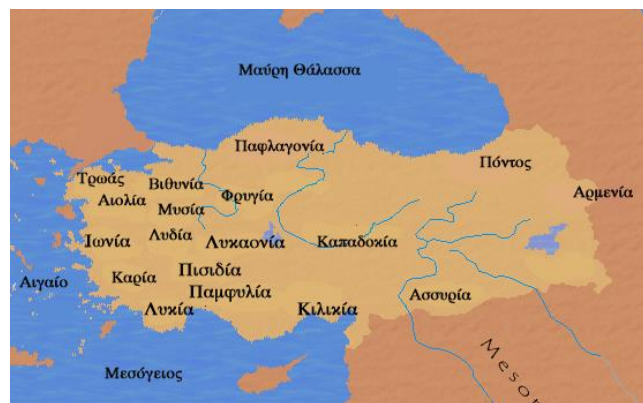 Μαύρη Θάλασσα
Παφλαγονία
Πόντος
Τρωάς
Βιθυνία
Αρμενία
Αιολία
Φρυγία
Μυσία
Ιωνία
Λυδία
Λυκαονία
Καπαδοκία
Αιγαίο
Καρία
Πισιδία
Παμφυλία
Ασσυρία
Λυκία
Κιλικία
Μεσόγειος
Mesop